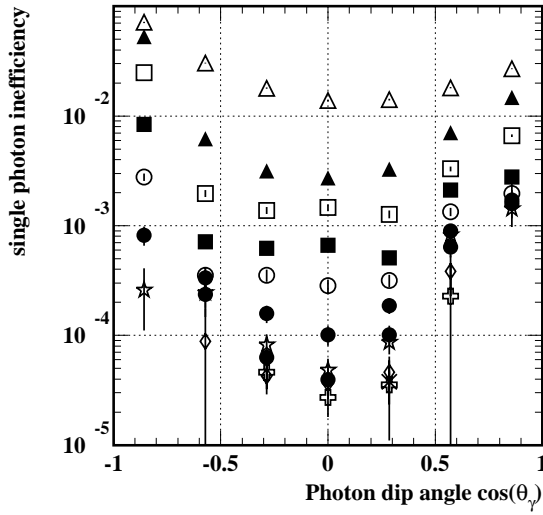 single photon inefficiency
10 -2
10 -3
10 -4
10 -5
-1 -0.5 0 0.5 1
Photon dip angle cos(θγ)